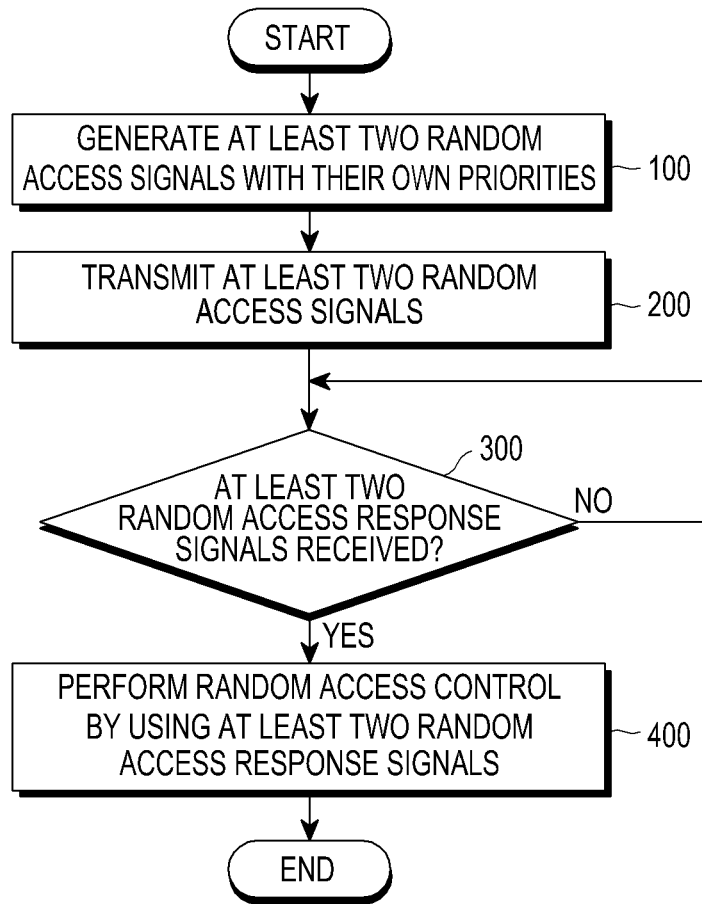 START
GENERATE AT LEAST TWO RANDOM
ACCESS SIGNALS WITH THEIR OWN PRIORITIES
100
TRANSMIT AT LEAST TWO RANDOM
ACCESS SIGNALS
200
300
AT LEAST TWO
RANDOM ACCESS RESPONSE
SIGNALS RECEIVED?
NO
YES
PERFORM RANDOM ACCESS CONTROL
BY USING AT LEAST TWO RANDOM
ACCESS RESPONSE SIGNALS
400
END